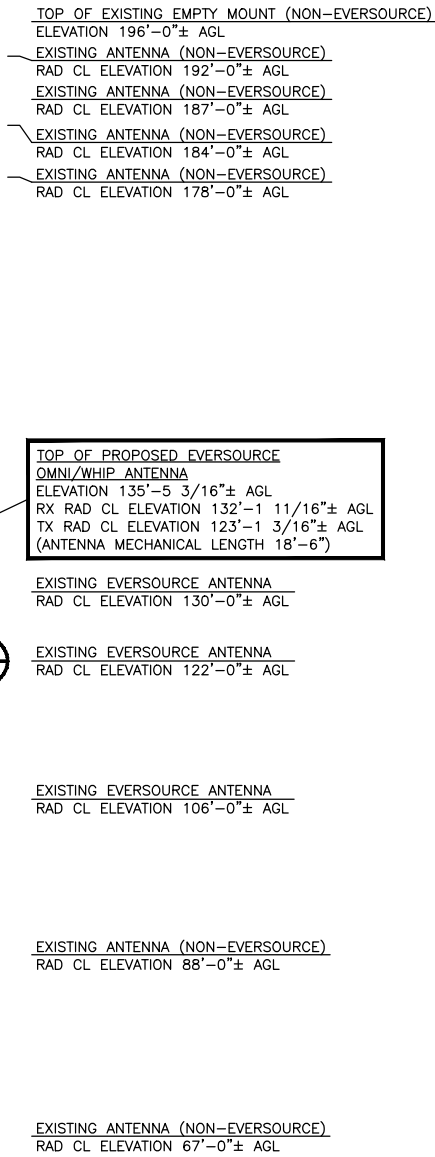 TOP OF EXISTING EMPTY MOUNT (NON-EVERSOURCE)
ELEVATION 196'-0"± AGL
EXISTING ANTENNA (NON-EVERSOURCE)
RAD CL ELEVATION 192'-0"± AGL
EXISTING ANTENNA (NON-EVERSOURCE)
RAD CL ELEVATION 187'-0"± AGL
EXISTING ANTENNA (NON-EVERSOURCE)
RAD CL ELEVATION 184'-0"± AGL
EXISTING ANTENNA (NON-EVERSOURCE)
RAD CL ELEVATION 178'-0"± AGL
TOP OF PROPOSED EVERSOURCE
OMNI/WHIP ANTENNA
ELEVATION 135'-5 3/16"± AGL
RX RAD CL ELEVATION 132'-1 11/16"± AGL
TX RAD CL ELEVATION 123'-1 3/16"± AGL
(ANTENNA MECHANICAL LENGTH 18'-6")
EXISTING EVERSOURCE ANTENNA
RAD CL ELEVATION 130'-0"± AGL
EXISTING EVERSOURCE ANTENNA
RAD CL ELEVATION 122'-0"± AGL
EXISTING EVERSOURCE ANTENNA
RAD CL ELEVATION 106'-0"± AGL
EXISTING ANTENNA (NON-EVERSOURCE)
RAD CL ELEVATION 88'-0"± AGL
EXISTING ANTENNA (NON-EVERSOURCE)
RAD CL ELEVATION 67'-0"± AGL